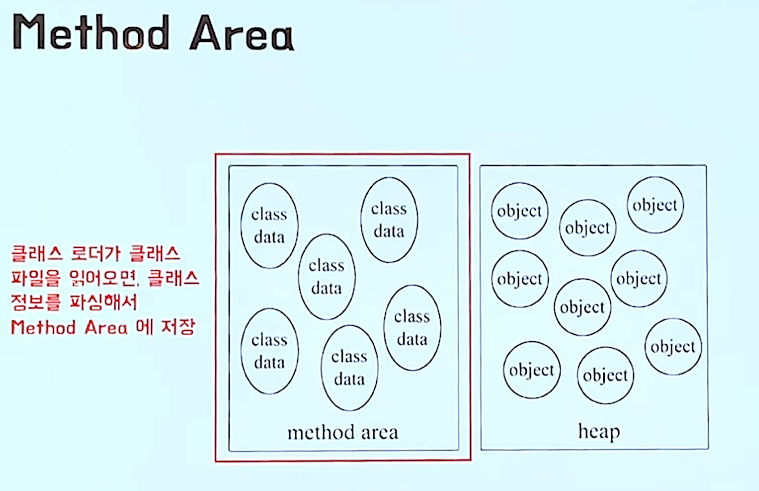 Method Area
클래스 로더가 클래스
파일을 읽어오면, 클래스
정보를 파싱해서
Method Area 에 저장
class
data
class
data
class
data
class
data
class
data
class
data
method area
object
object
object
object
object
object
object
object
object
heap